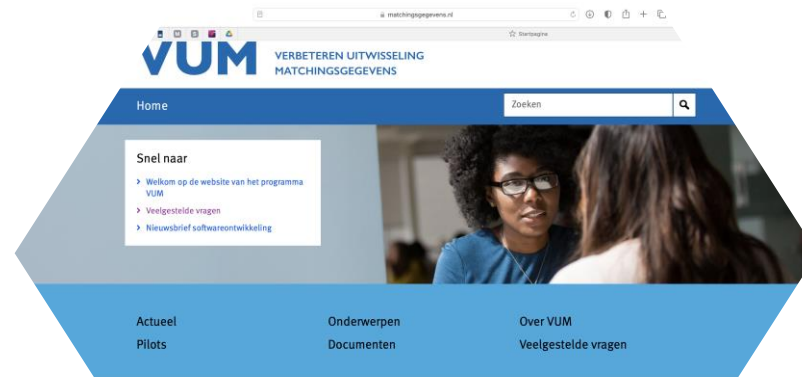 matchingsgegevens.nl
Startpagina
VUM
VERBETEREN UITWISSELING
MATCHINGSGEGEVENS
Home
Zoeken
Snel naar
Welkom op de website van het programma
VUM
Veelgestelde vragen
Nieuwsbrief softwareontwikkeling
Actueel
Onderwerpen
Over VUM
Pilots
Documenten
Veelgestelde vragen